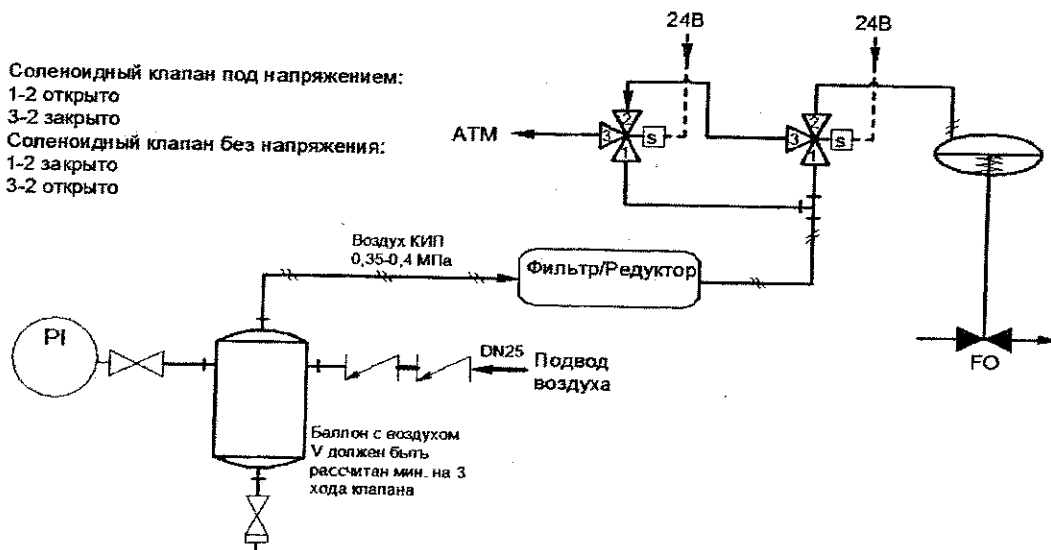 24В
24В
Соленоидный клапан под напряжением:
1-2 открыто
3-2 закрыто
Соленоидный клапан без напряжения:
1-2 закрыто
3-2 открыто
АТМ
2
3
1
S
2
3
1
S
Воздух КИП
0,35-0,4 МПа
Фильтр/Редуктор
PI
DN25
Подвод
воздуха
FO
Баллон с воздухом
V должен быть
рассчитан мин. на 3
хода клапана